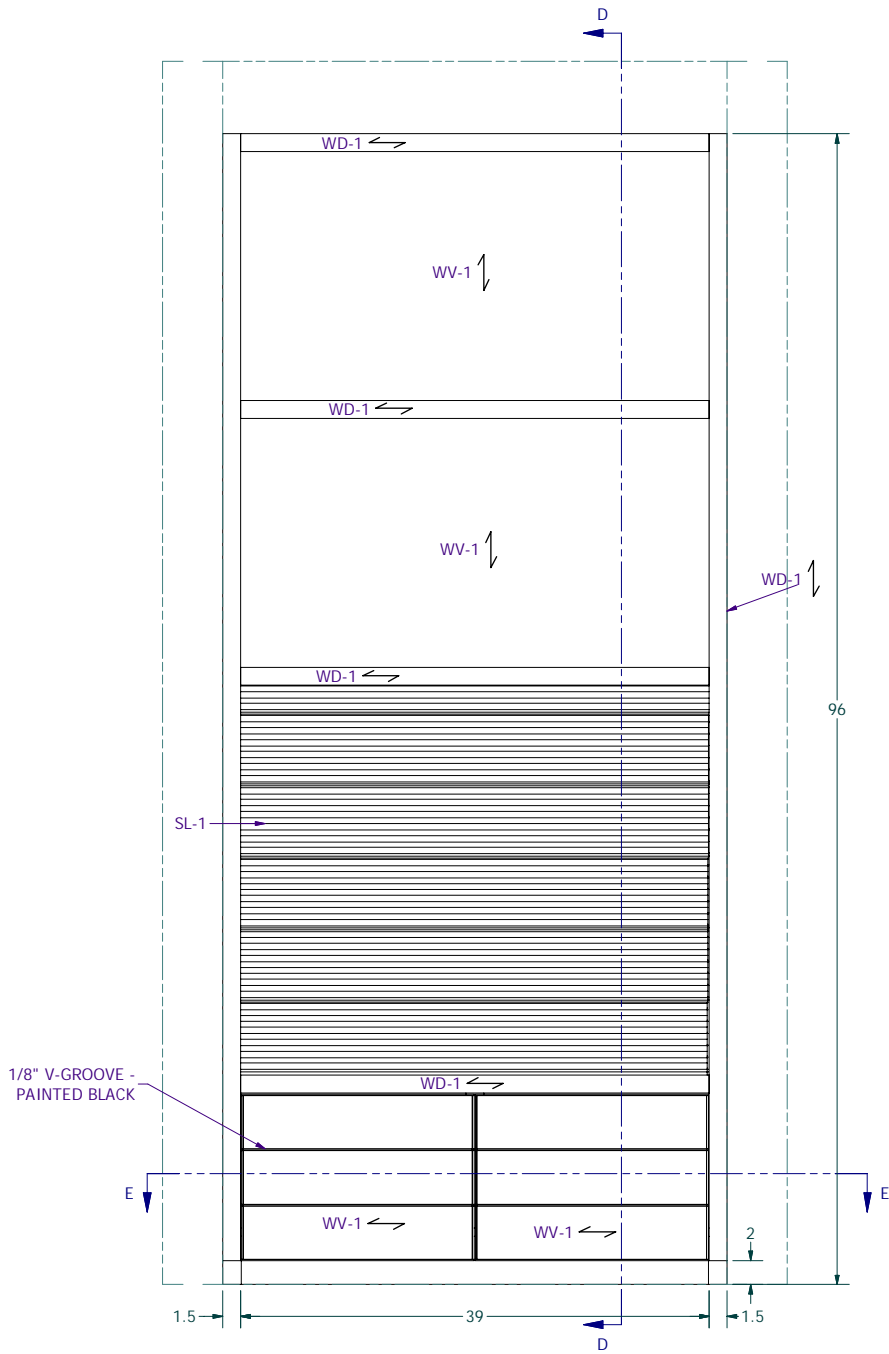 D
WD-1
WV-1
WD-1
WV-1
WD-1
WD-1
96
SL-1
1/8" V-GROOVE -
PAINTED BLACK
WD-1
E
E
WV-1
WV-1
2
1.5
39
1.5
D